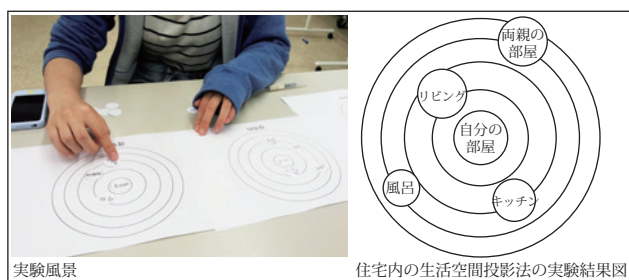 両親の
部屋
リビング
自分の
部屋
風呂
キッチン
実験風景
住宅内の生活空間投影法の実験結果図